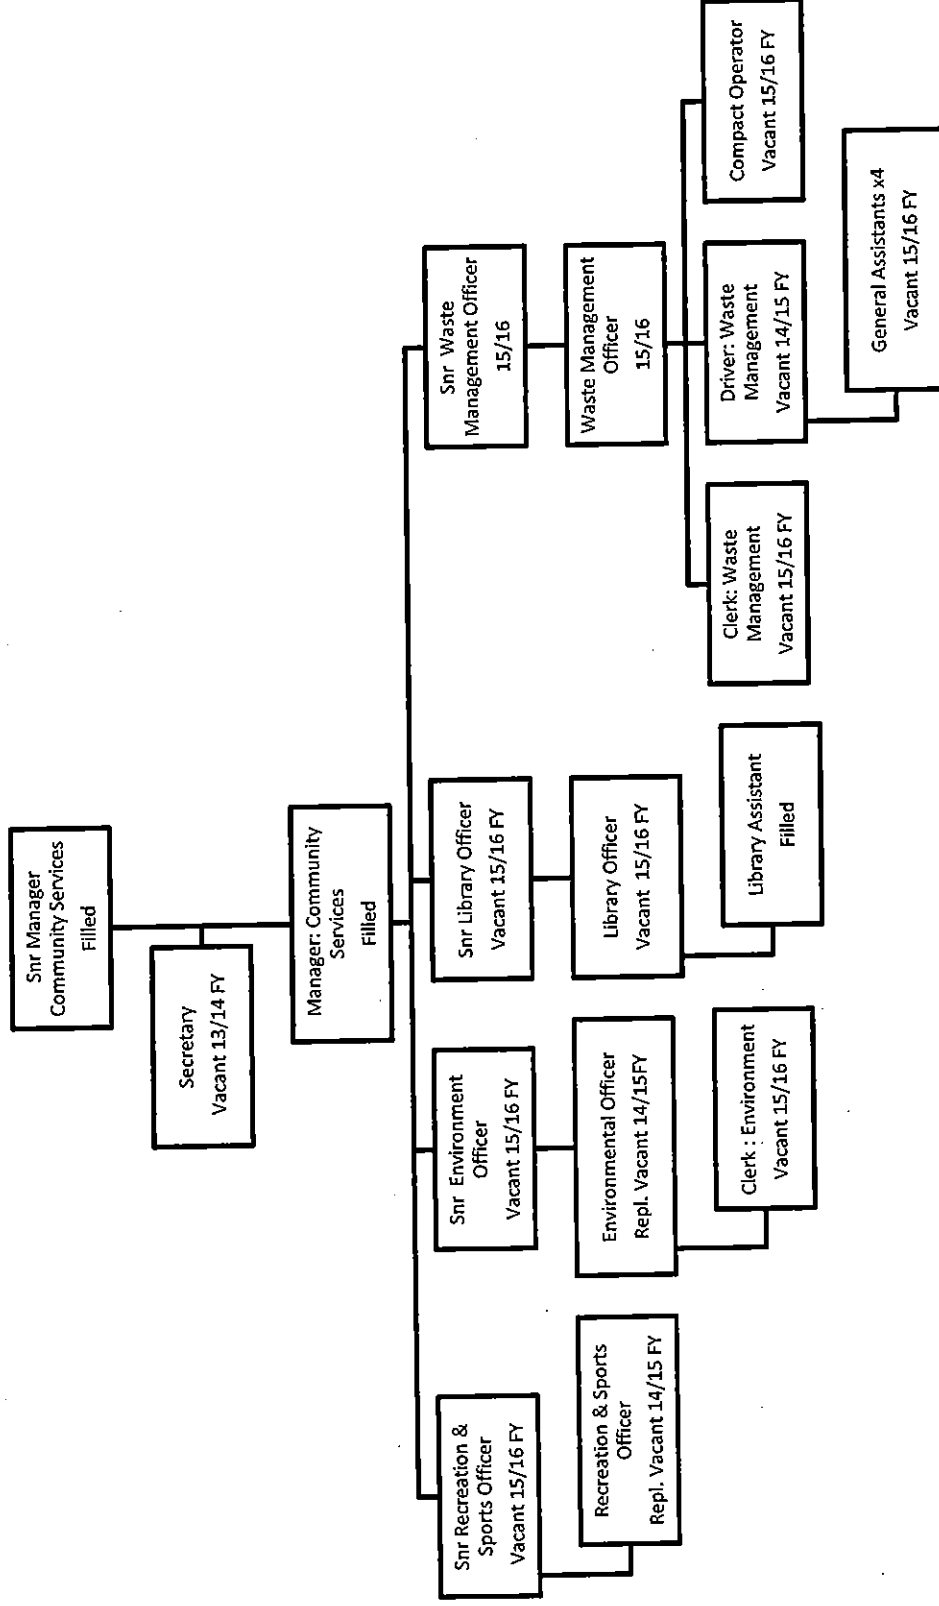 Snr Manager
Community Services
Filled
Secretary
Vacant 13/14 FY
Manager: Community
Services
Filled
Snr Recreation &
Sports Officer
Vacant 15/16 FY
Snr Environment
Officer
Vacant 15/16 FY
Snr Library Officer
Vacant 15/16 FY
Snr Waste
Management Officer
15/16
Recreation & Sports
Officer
Repl. Vacant 14/15 FY
Environmental Officer
Repl. Vacant 14/15FY
Library Officer
Vacant 15/16 FY
Waste Management
Officer
15/16
Clerk : Environment
Vacant 15/16 FY
Library Assistant
Filled
Clerk: Waste
Management
Vacant 15/16 FY
Driver: Waste
Management
Vacant 14/15 FY
Compact Operator
Vacant 15/16 FY
General Assistants x4
Vacant 15/16 FY